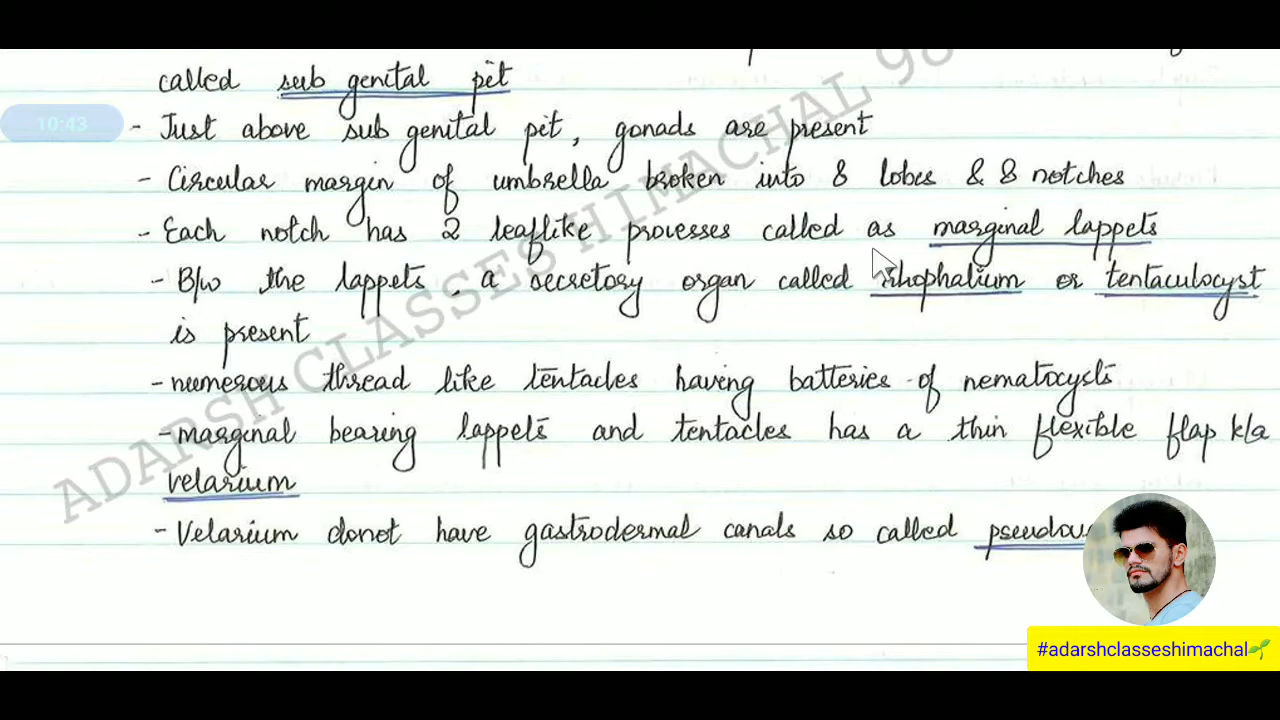 called sub genital pit
10:43
- Just above sub genital pit, gonads are present
- Circular margin of umbrella broken into 8 lobes & 8 notches
- Each notch has 2 leaflike processes called as marginal lappets
- B/w the lappets, a secretory organ called rhophalium or tentaculocyst
is present
- numerous thread like tentacles having batteries of nematocysts
- marginal bearing lappets and tentacles has a thin flexible flap k/a
velarium
- Velarium donot have gastrodermal canals so called
ADARSH CLASSES HIMACHAL 98
#adarshclasseshimachal🌱